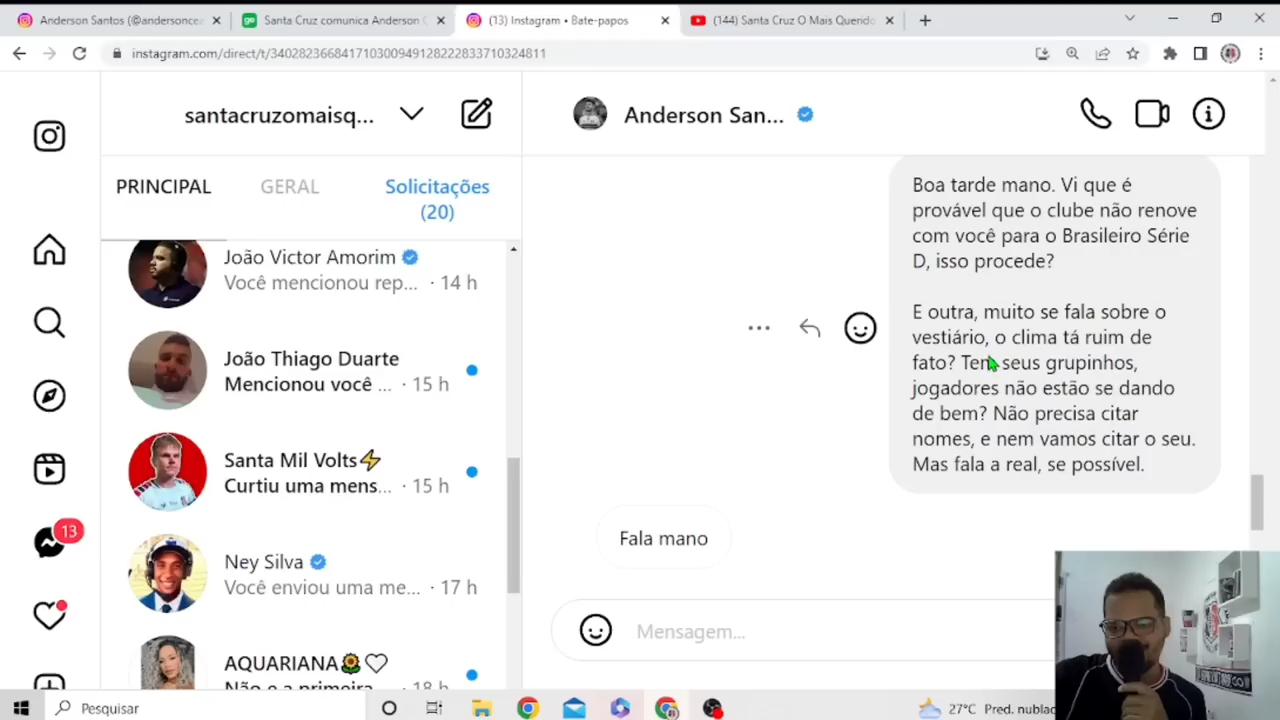 Anderson Santos (@andersoncea
Santa Cruz comunica Anderson
(13) Instagram • Bate-papos
(144) Santa Cruz O Mais Querido
instagram.com/direct/t/340282366841710300949128222833710324811
santacruzomaisq...
Anderson San...
PRINCIPAL
GERAL
Solicitações
(20)
João Victor Amorim
Você mencionou rep... · 14 h
João Thiago Duarte
Mencionou você ... · 15 h
Santa Mil Volts⚡
Curtiu uma mens... · 15 h
Ney Silva
Você enviou uma me... · 17 h
AQUARIANA🌻♡
Não e a primeira · 18 h
13
Boa tarde mano. Vi que é
provável que o clube não renove
com você para o Brasileiro Série
D, isso procede?
E outra, muito se fala sobre o
vestiário, o clima tá ruim de
fato? Tem seus grupinhos,
jogadores não estão se dando
de bem? Não precisa citar
nomes, e nem vamos citar o seu.
Mas fala a real, se possível.
Fala mano
Mensagem...
Pesquisar
27°C Pred. nublac